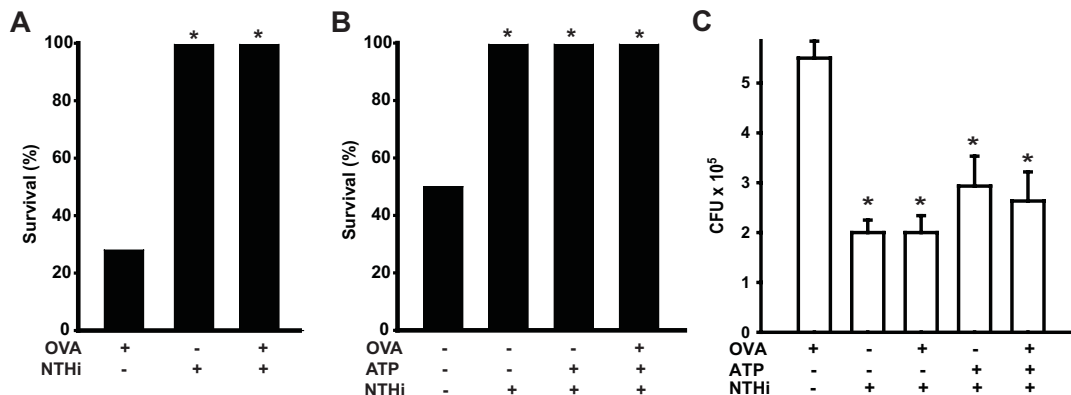 A
Survival (%)
100
80
60
40
20
0
* *
OVA + - +
NTHi - + +
B
Survival (%)
100
80
60
40
20
0
* * *
OVA - - - +
ATP - - + +
NTHi - + + +
C
CFU x 10⁵
5
4
3
2
1
0
* * * *
OVA + - + - +
ATP - - - + +
NTHi - + + + +